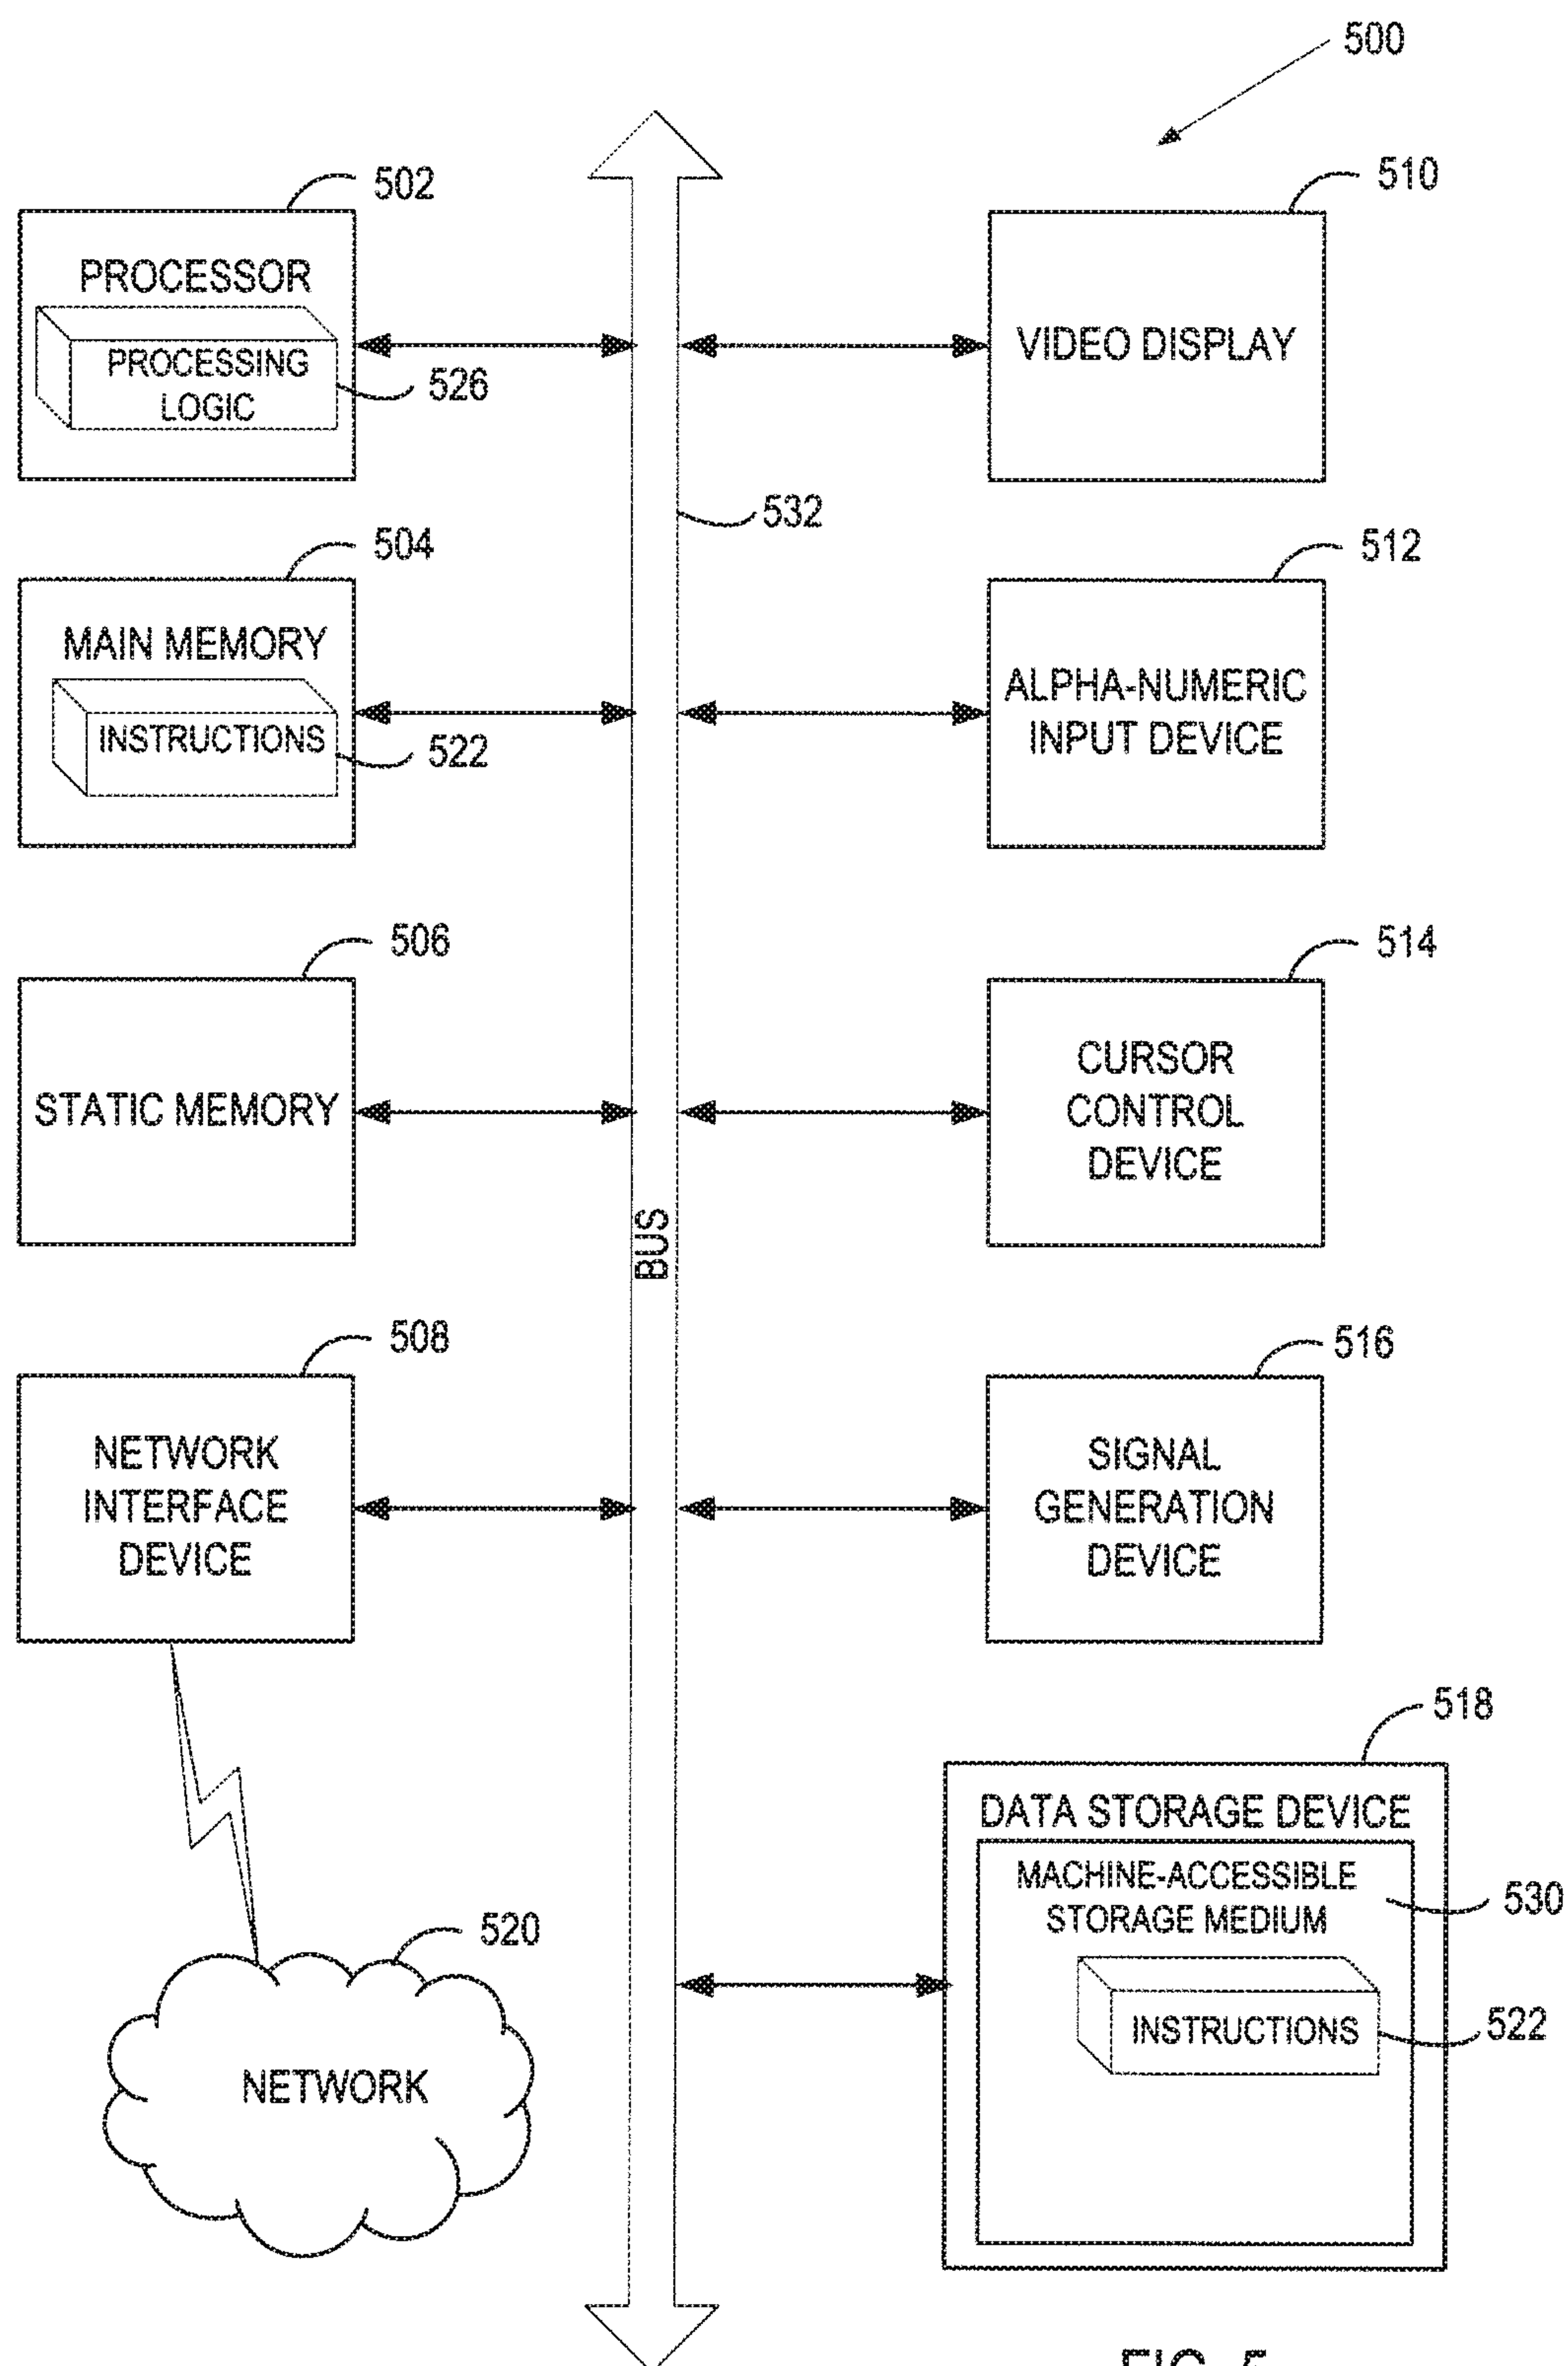 500
502
PROCESSOR
PROCESSING
LOGIC
526
510
VIDEO DISPLAY
532
504
MAIN MEMORY
INSTRUCTIONS
522
512
ALPHA-NUMERIC
INPUT DEVICE
506
STATIC MEMORY
514
CURSOR
CONTROL
DEVICE
BUS
508
NETWORK
INTERFACE
DEVICE
516
SIGNAL
GENERATION
DEVICE
518
DATA STORAGE DEVICE
MACHINE-ACCESSIBLE
STORAGE MEDIUM
530
INSTRUCTIONS
522
520
NETWORK
FIG. 5